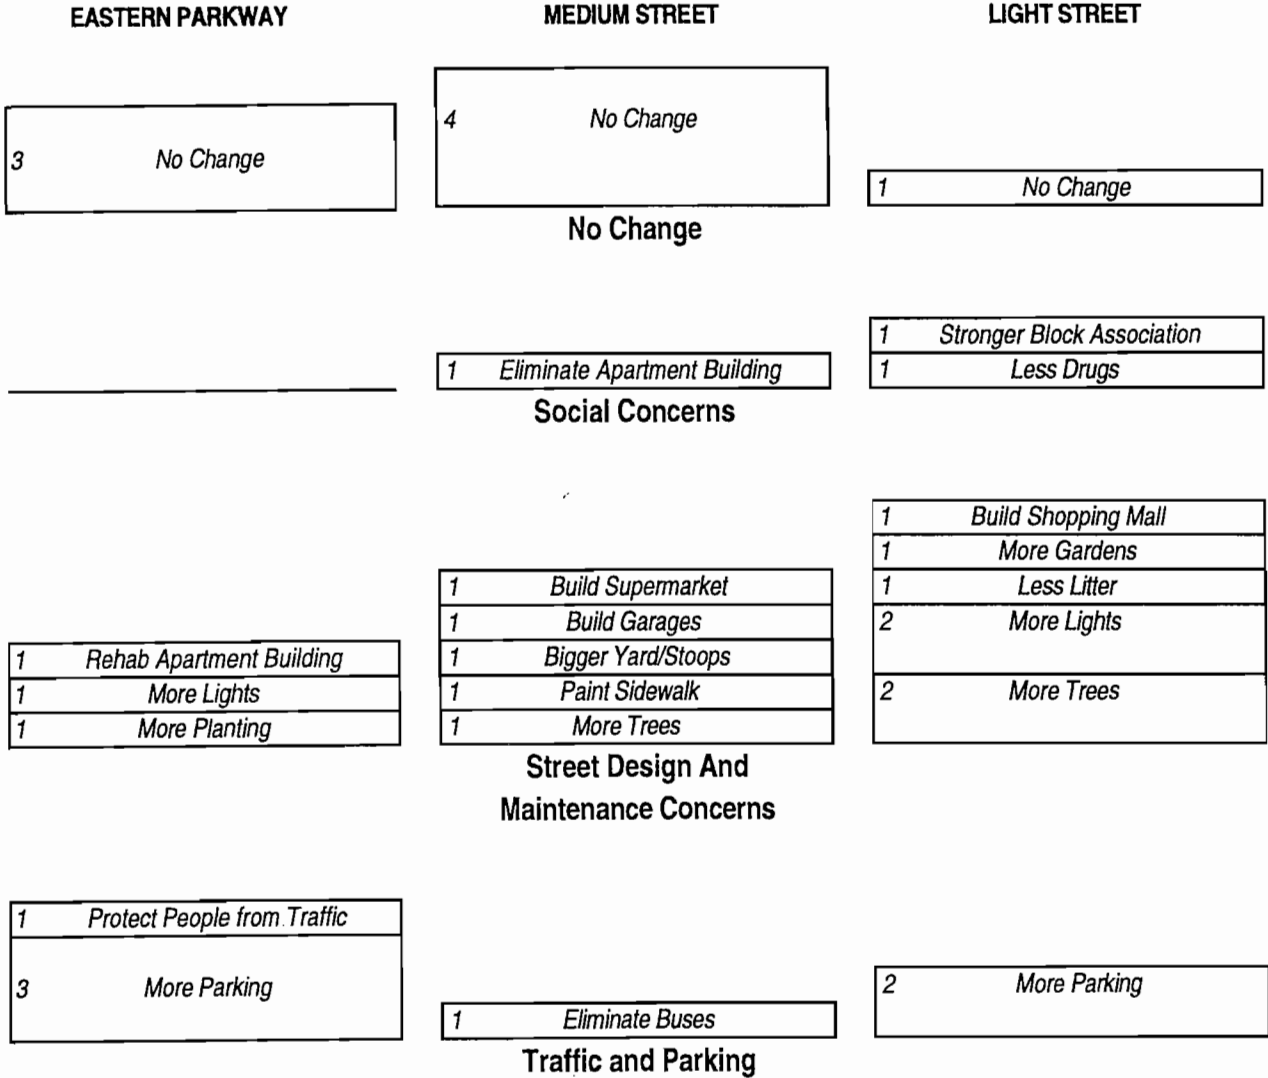 EASTERN PARKWAY MEDIUM STREET LIGHT STREET
3 No Change
4 No Change
1 No Change
No Change
1 Eliminate Apartment Building
1 Stronger Block Association
1 Less Drugs
Social Concerns
1 Rehab Apartment Building
1 More Lights
1 More Planting
1 Build Supermarket
1 Build Garages
1 Bigger Yard/Stoops
1 Paint Sidewalk
1 More Trees
1 Build Shopping Mall
1 More Gardens
1 Less Litter
2 More Lights
2 More Trees
Street Design And
Maintenance Concerns
1 Protect People from Traffic
3 More Parking
1 Eliminate Buses
2 More Parking
Traffic and Parking